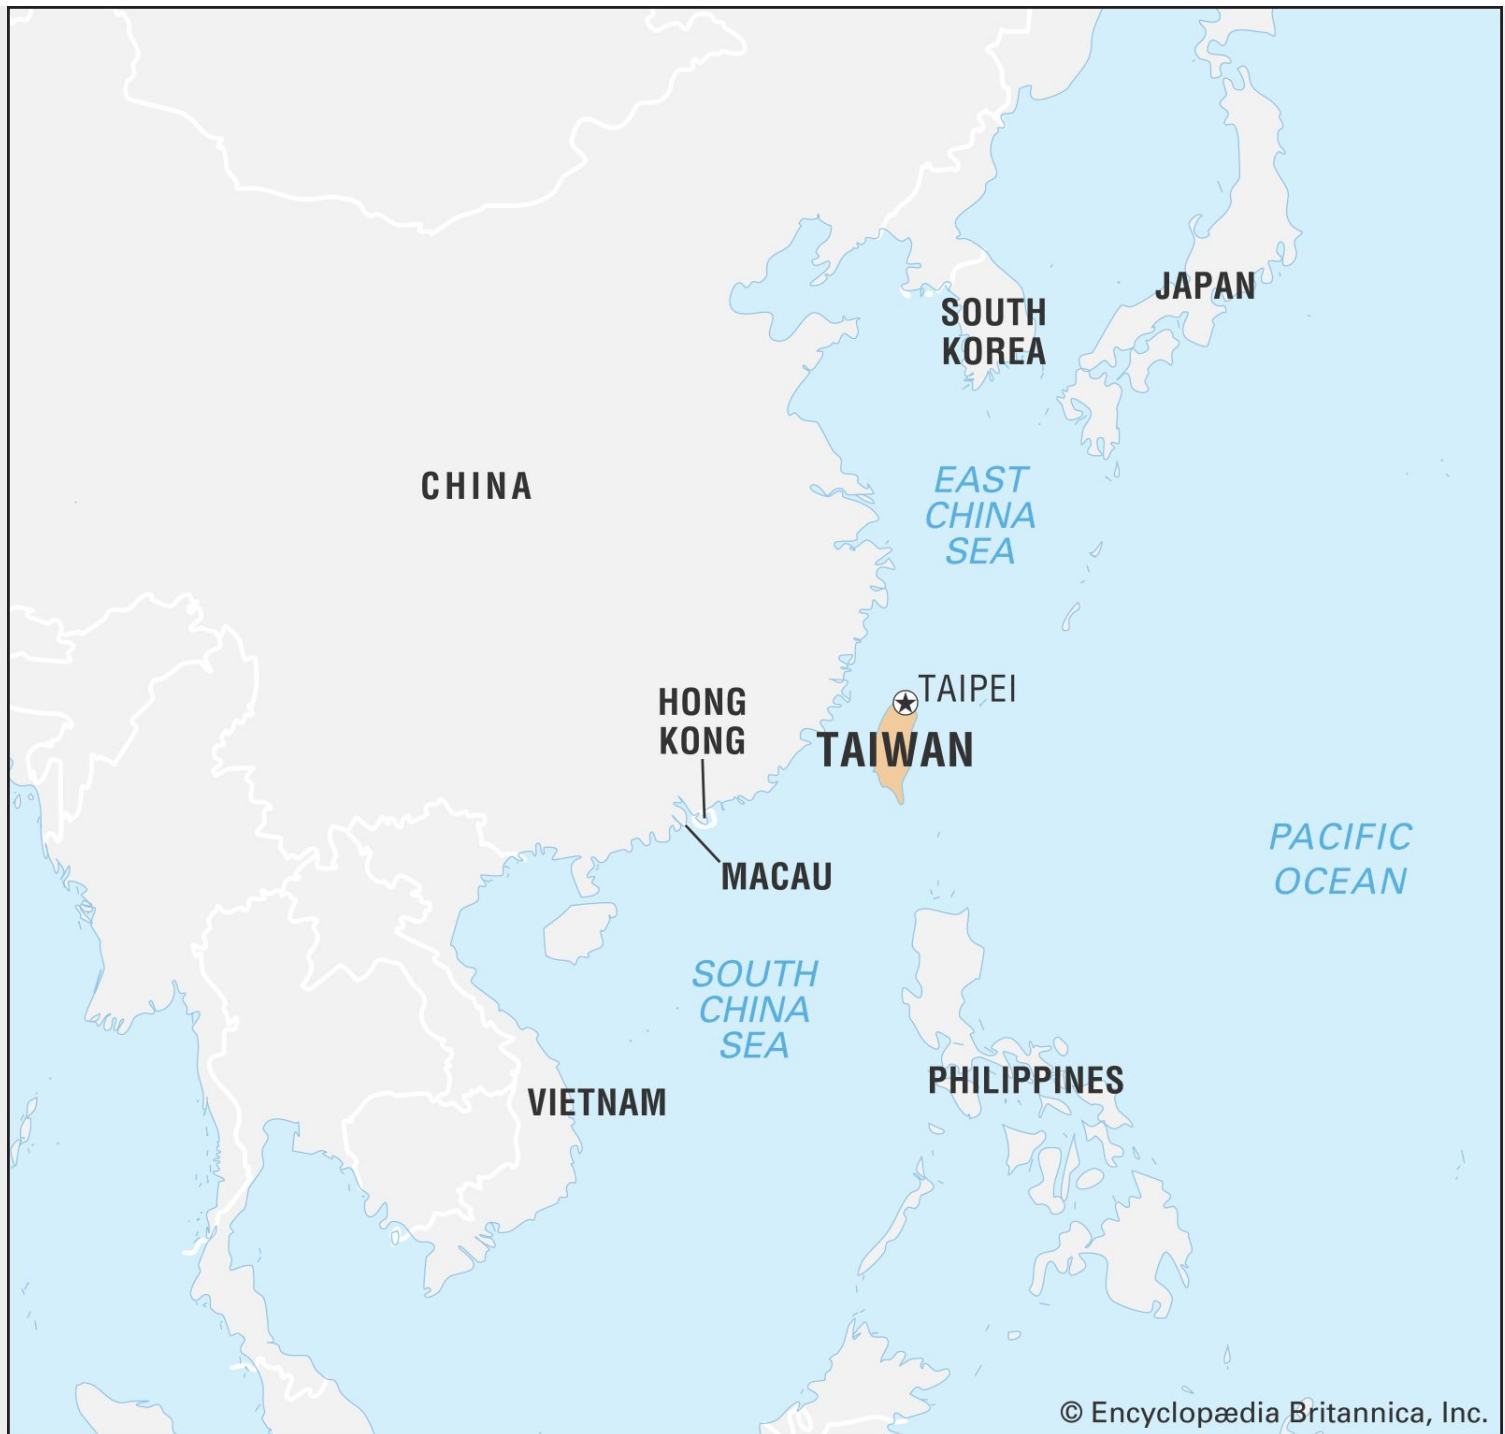 JAPAN
SOUTH
KOREA
CHINA
EAST
CHINA
SEA
TAIPEI
HONG
KONG
TAIWAN
PACIFIC
OCEAN
MACAU
SOUTH
CHINA
SEA
PHILIPPINES
VIETNAM
© Encyclopædia Britannica, Inc.